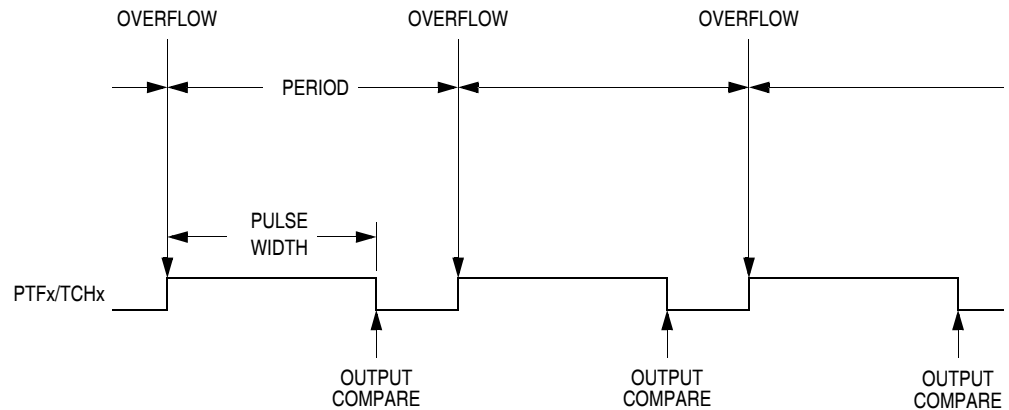 OVERFLOW OVERFLOW OVERFLOW
PERIOD
PULSE
WIDTH
PTFx/TCHx
OUTPUT
COMPARE
OUTPUT
COMPARE
OUTPUT
COMPARE